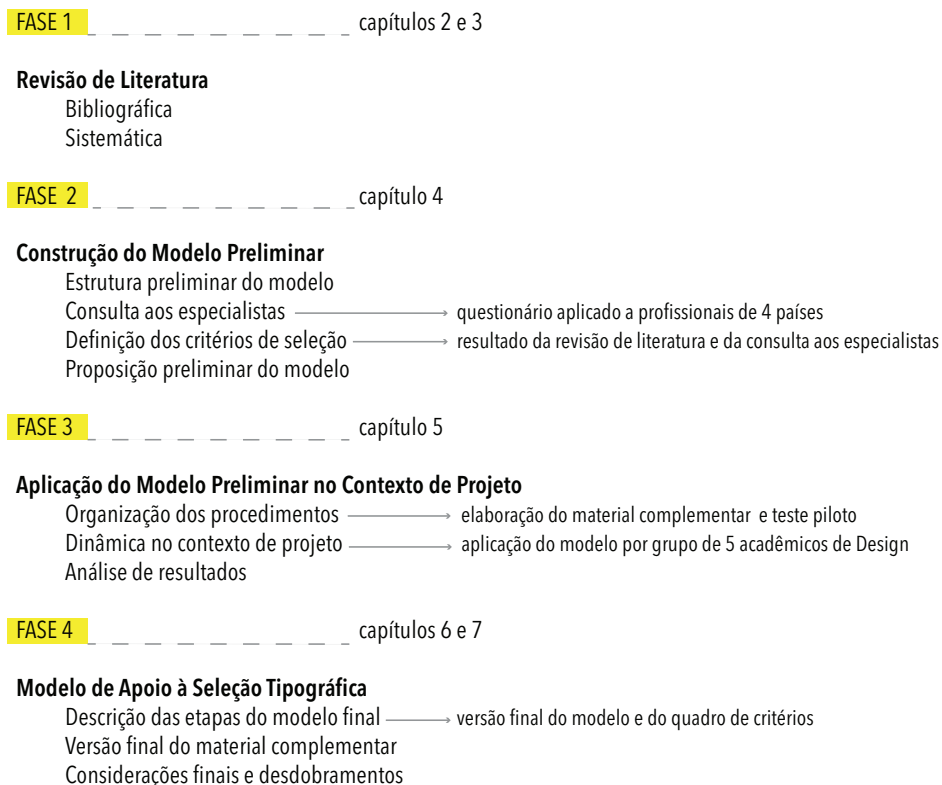 FASE 1 capítulos 2 e 3
Revisão de Literatura
Bibliográfica
Sistemática
FASE 2 capítulo 4
Construção do Modelo Preliminar
Estrutura preliminar do modelo
Consulta aos especialistas → questionário aplicado a profissionais de 4 países
Definição dos critérios de seleção → resultado da revisão de literatura e da consulta aos especialistas
Proposição preliminar do modelo
FASE 3 capítulo 5
Aplicação do Modelo Preliminar no Contexto de Projeto
Organização dos procedimentos → elaboração do material complementar e teste piloto
Dinâmica no contexto de projeto → aplicação do modelo por grupo de 5 acadêmicos de Design
Análise de resultados
FASE 4 capítulos 6 e 7
Modelo de Apoio à Seleção Tipográfica
Descrição das etapas do modelo final → versão final do modelo e do quadro de critérios
Versão final do material complementar
Considerações finais e desdobramentos